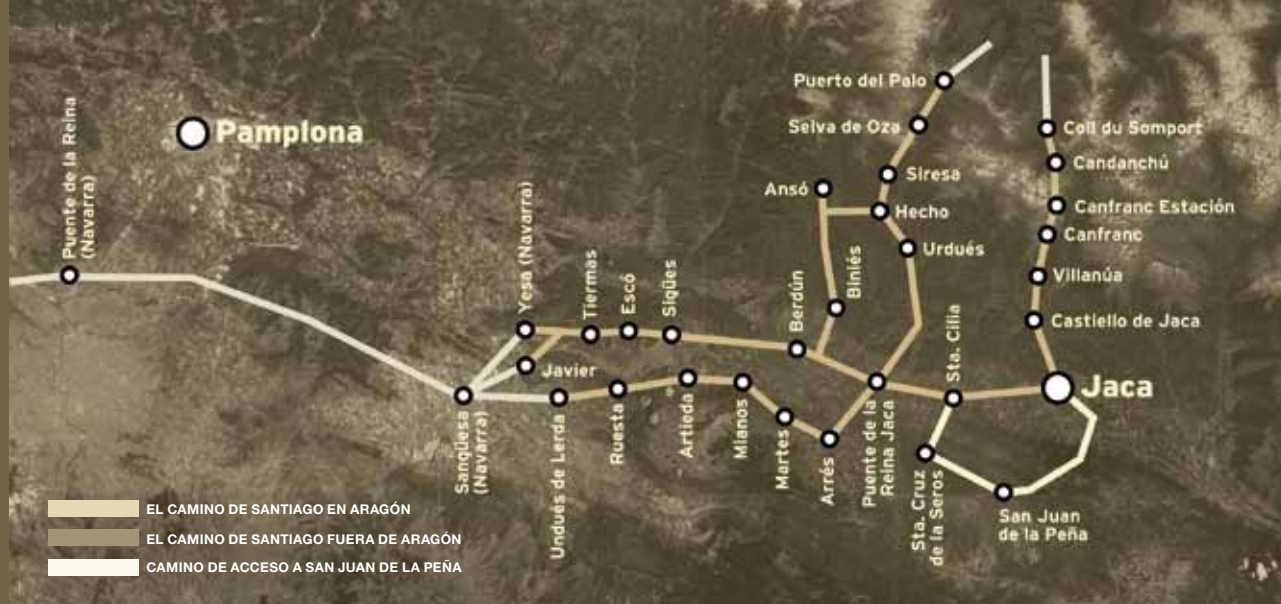 Puente de la Reina
(Navarra)
Pamplona
Sangüesa
(Navarra)
Yesa (Navarra)
Javier
Undués de Lerda
Tiermas
Escó
Sigües
Ruesta
Artieda
Mianos
Martes
Arrés
Berdún
Biniés
Ansó
Puerto del Palo
Selva de Oza
Siresa
Hecho
Urdués
Puente de la
Reina Jaca
Sta. Cilia
Sta. Cruz
de la Seros
San Juan
de la Peña
Coll du Somport
Candanchú
Canfranc Estación
Canfranc
Villanúa
Castiello de Jaca
Jaca
EL CAMINO DE SANTIAGO EN ARAGÓN
EL CAMINO DE SANTIAGO FUERA DE ARAGÓN
CAMINO DE ACCESO A SAN JUAN DE LA PEÑA